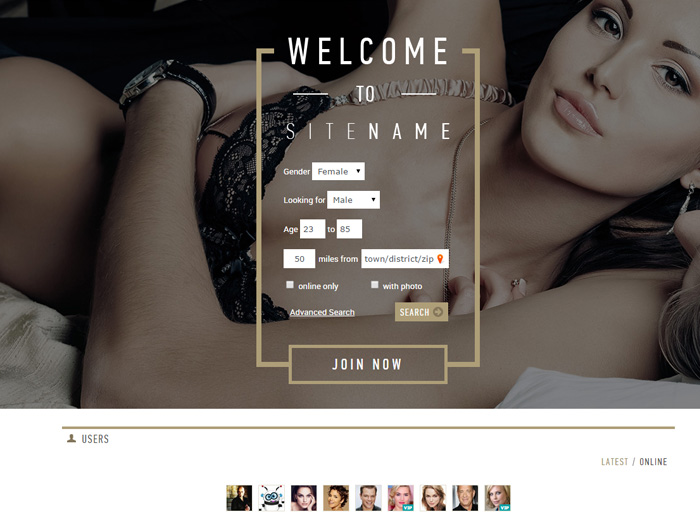 WELCOME
TO
SITENAME
Gender Female
Looking for Male
Age 23 to 85
50 miles from town/district/zip
online only with photo
Advanced Search SEARCH
JOIN NOW
USERS
LATEST / ONLINE
VIP VIP